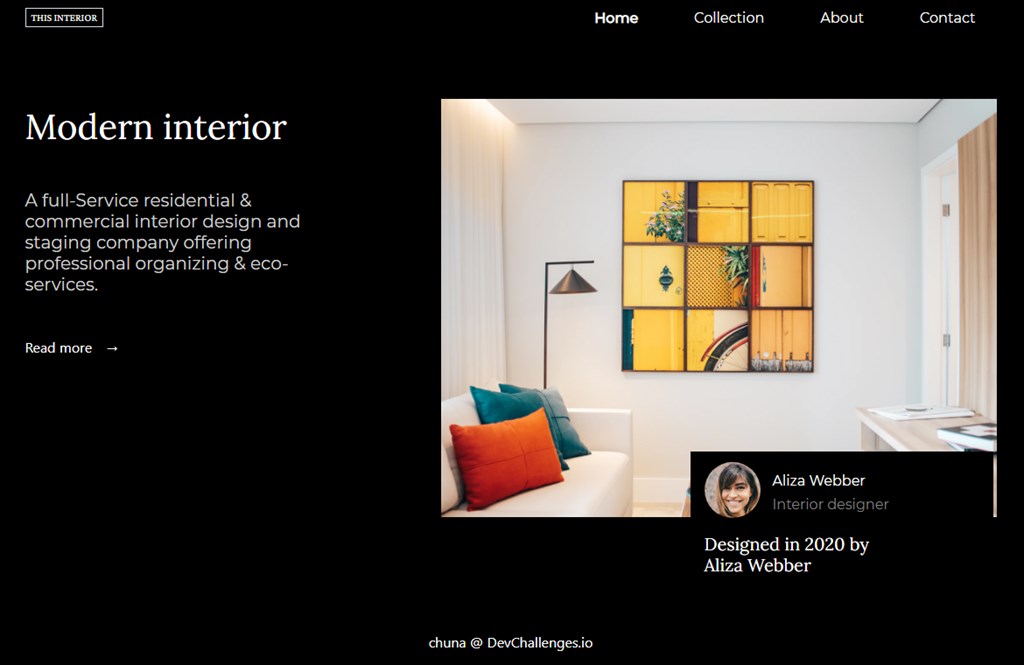 THIS INTERIOR
Home
Collection
About
Contact
Modern interior
A full-Service residential &
commercial interior design and
staging company offering
professional organizing & eco-
services.
Read more →
Aliza Webber
Interior designer
Designed in 2020 by
Aliza Webber
chuna @ DevChallenges.io